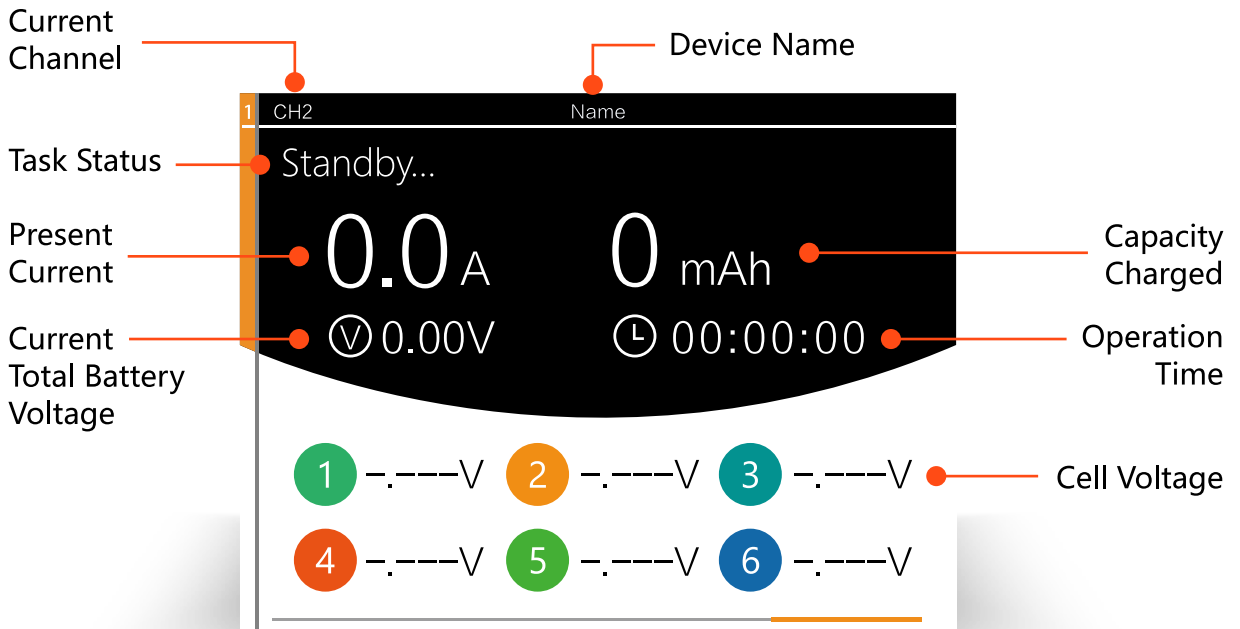 Current
Channel
Device Name
1 CH2 Name
Task Status
Standby...
Present
Current
0.0 A 0 mAh
Capacity
Charged
Current
Total Battery
Voltage
V 0.00V 00:00:00
Operation
Time
1 -.---V 2 -.---V 3 -.---V
Cell Voltage
4 -.---V 5 -.---V 6 -.---V